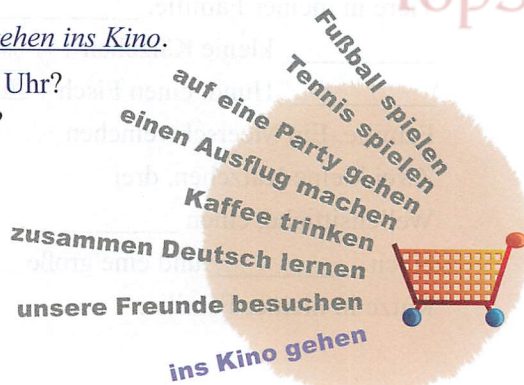 ehen ins Kino.
Uhr?
Fußball spielen
Tennis spielen
auf eine Party gehen
einen Ausflug machen
Kaffee trinken
zusammen Deutsch lernen
unsere Freunde besuchen
ins Kino gehen